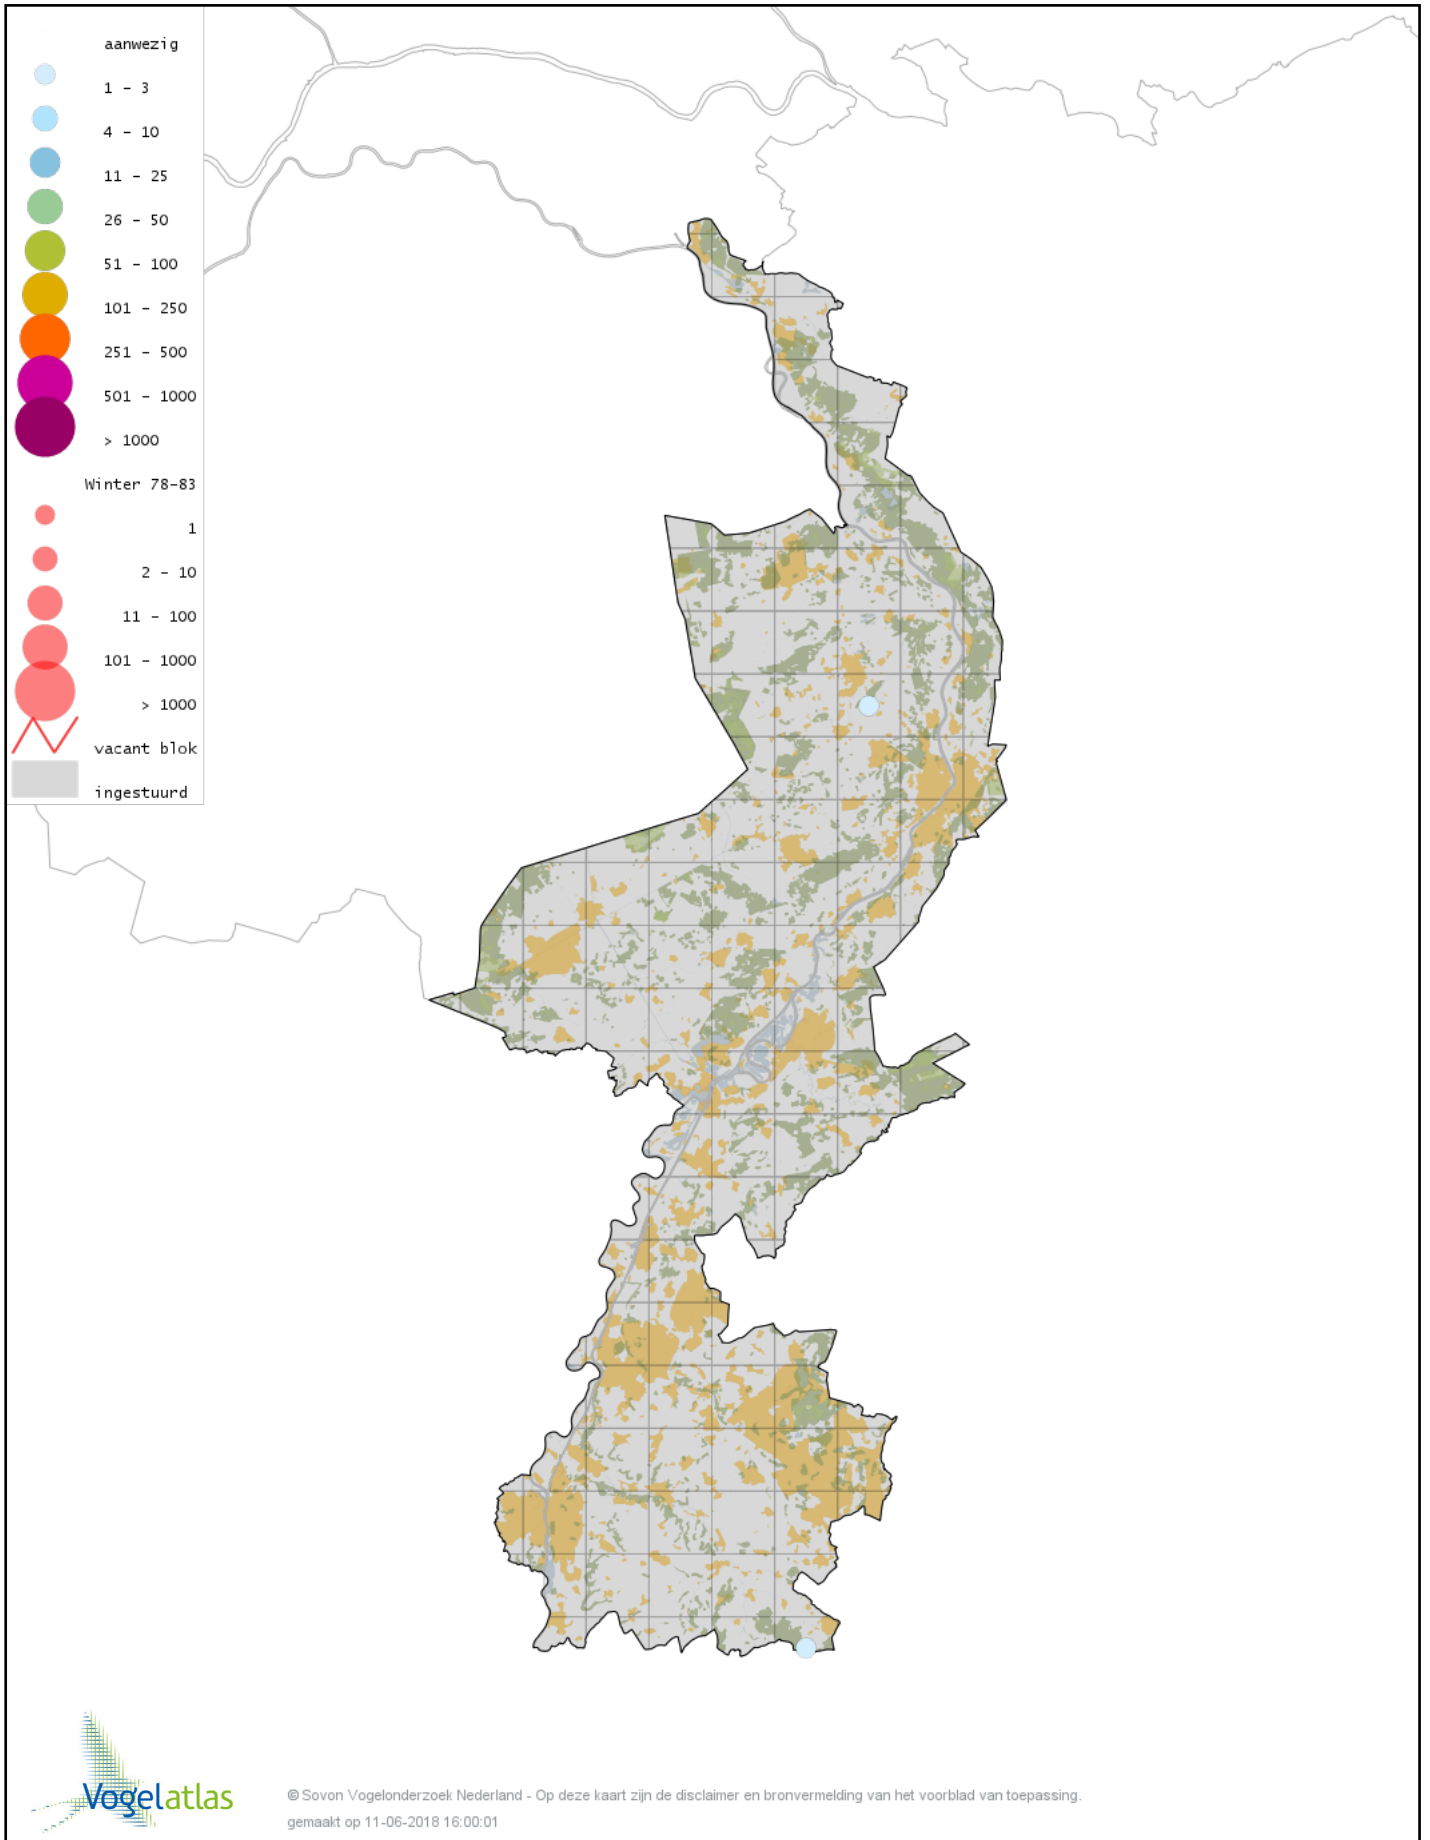 aanwezig
1 - 3
4 - 10
11 - 25
26 - 50
51 - 100
101 - 250
251 - 500
501 - 1000
> 1000
Winter 78-83
1
2 - 10
11 - 100
101 - 1000
> 1000
vacant blok
ingestuurd
Vogelatlas
© Sovon Vogelonderzoek Nederland - Op deze kaart zijn de disclaimer en bronvermelding van het voorblad van toepassing.
gemaakt op 11-06-2018 16:00:01